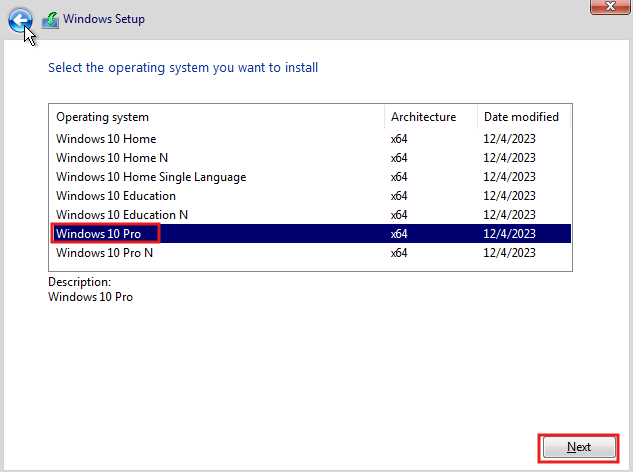 Windows Setup
Select the operating system you want to install
Operating system Architecture Date modified
Windows 10 Home x64 12/4/2023
Windows 10 Home N x64 12/4/2023
Windows 10 Home Single Language x64 12/4/2023
Windows 10 Education x64 12/4/2023
Windows 10 Education N x64 12/4/2023
Windows 10 Pro x64 12/4/2023
Windows 10 Pro N x64 12/4/2023
Description:
Windows 10 Pro
Next